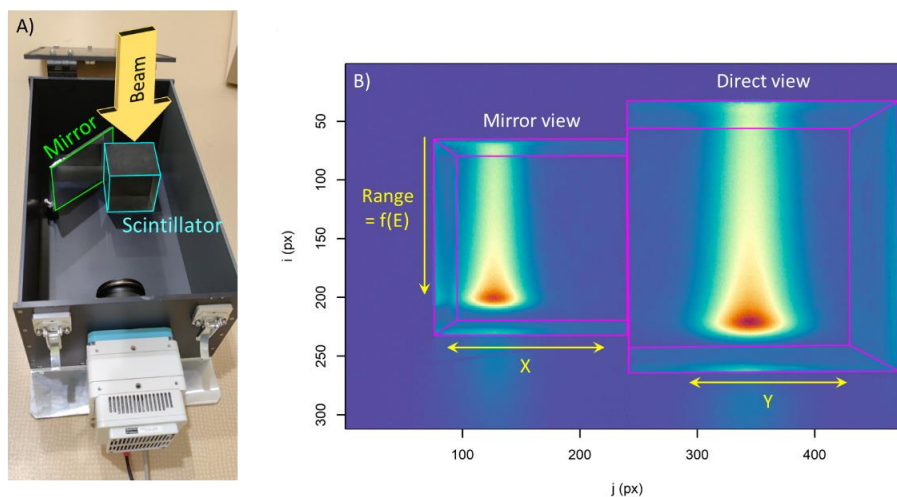 A)
Beam
Mirror
Scintillator
B)
Mirror view
Direct view
Range
= f(E)
X
Y
50
100
150
200
250
300
i (px)
100
200
300
400
j (px)